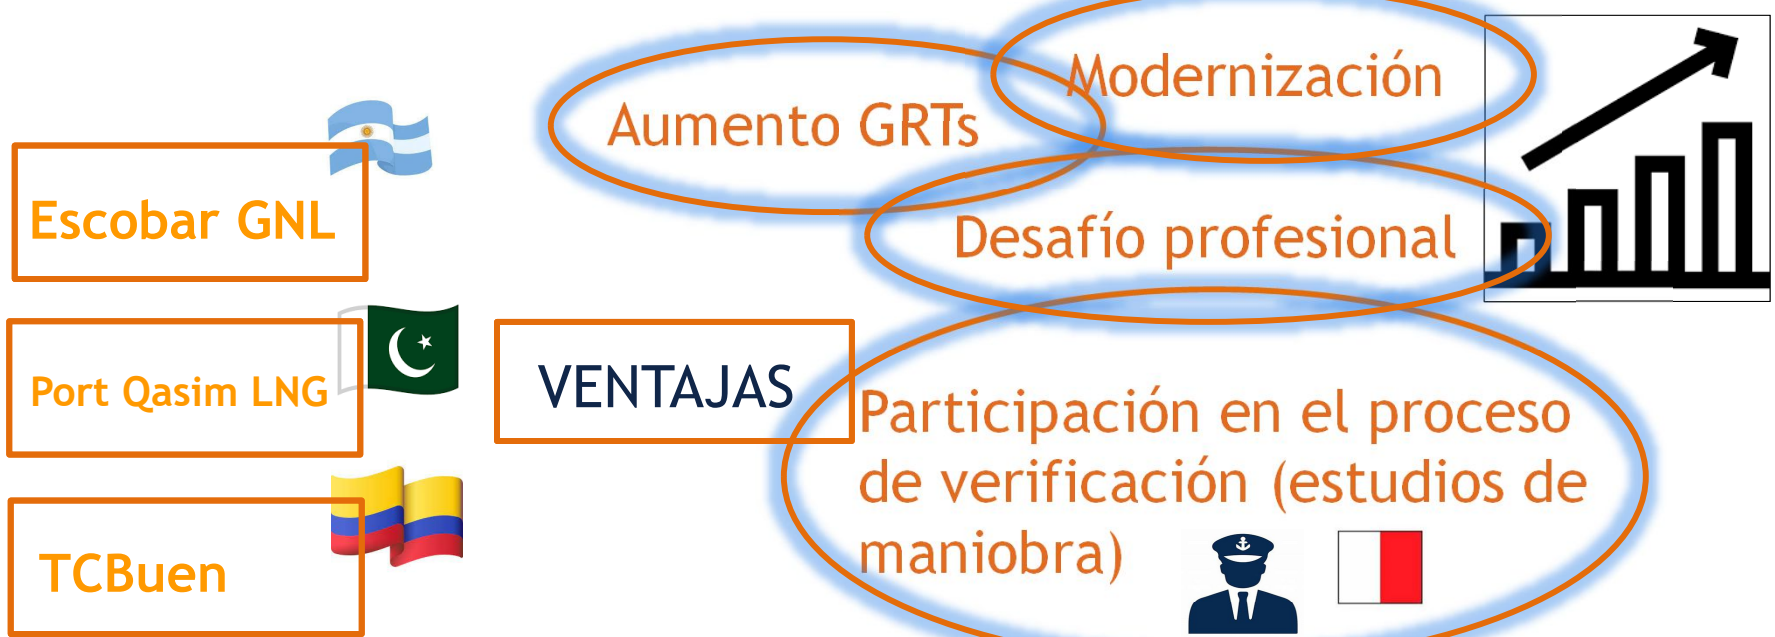 Escobar GNL
Port Qasim LNG
TCBuen
VENTAJAS
Aumento GRTs
Modernización
Desafío profesional
Participación en el proceso
de verificación (estudios de
maniobra)